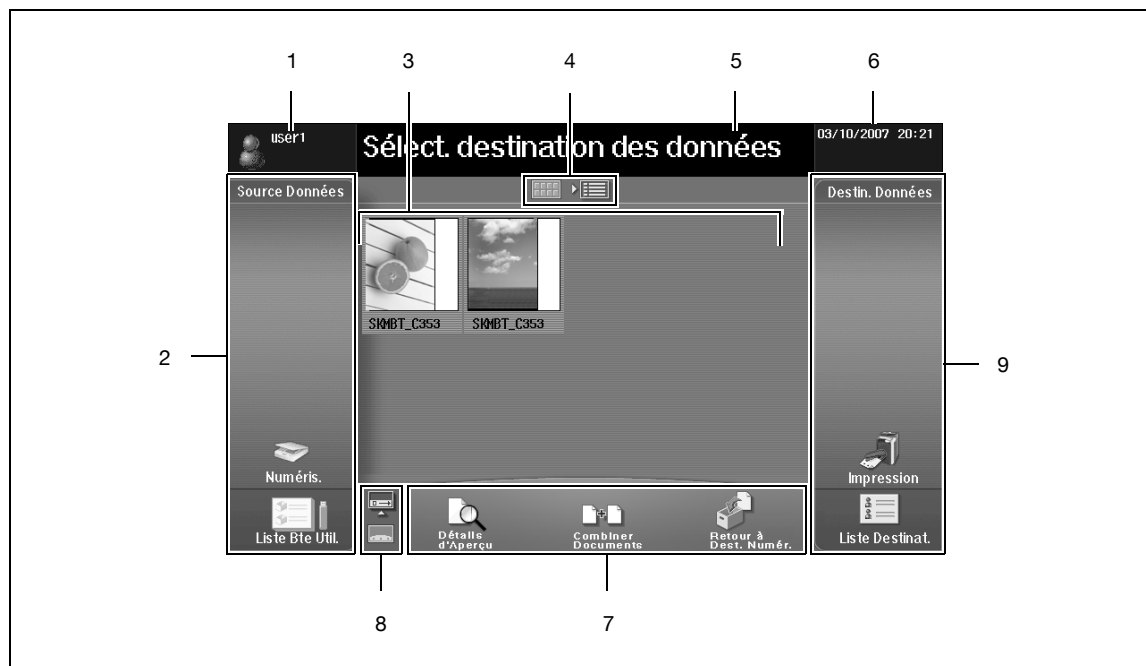 1
3
4
5
6
user1
Sélect. destination des données
03/10/2007 20:21
Source Données
Destin. Données
SKMBT_C353
SKMBT_C353
2
9
Numéris.
Impression
Liste Bte Util.
Détails
d'Aperçu
Combiner
Documents
Retour à
Dest. Numér.
Liste Destinat.
8
7